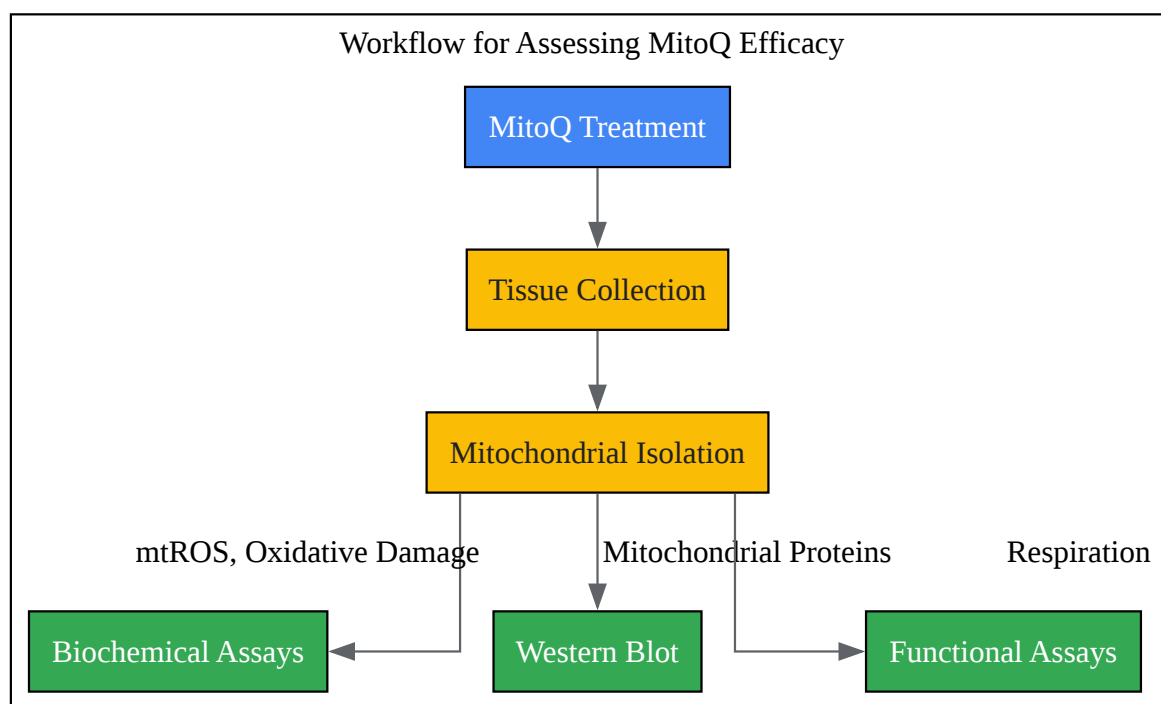 Workflow for Assessing MitoQ Efficacy
MitoQ Treatment
Tissue Collection
Mitochondrial Isolation
mtROS, Oxidative Damage
Mitochondrial Proteins
Respiration
Biochemical Assays
Western Blot
Functional Assays